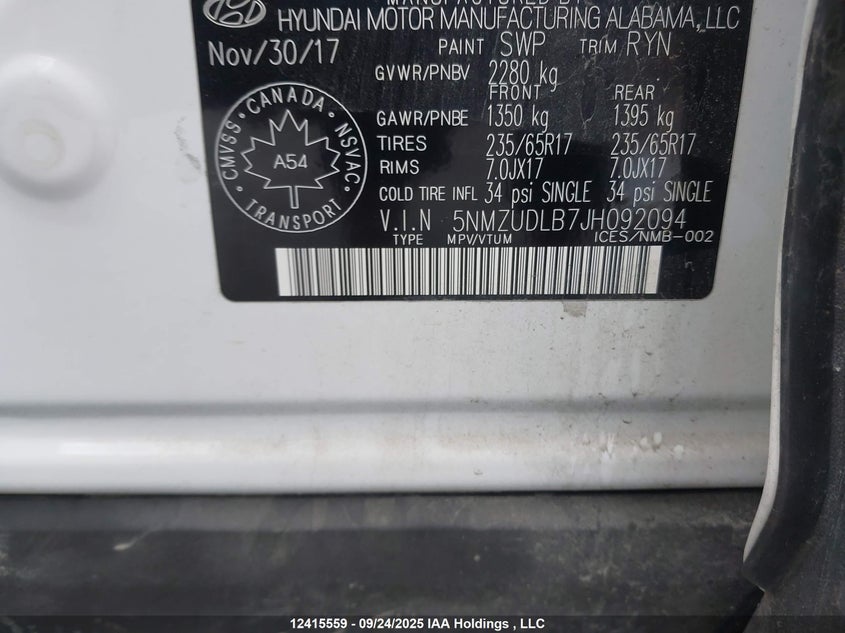 MANUFACTURED BY
HYUNDAI MOTOR MANUFACTURING ALABAMA, LLC
Nov/30/17 PAINT SWP TRIM RYN
GVWR/PNBV 2280 kg
FRONT REAR
GAWR/PNBE 1350 kg 1395 kg
TIRES 235/65R17 235/65R17
RIMS 7.0JX17 7.0JX17
COLD TIRE INFL 34 psi SINGLE 34 psi SINGLE
V.I.N 5NMZUDLB7JH092094
TYPE MPV/VTUM ICES/NMB-002
CANADA
CMVSS NSVAC
A54
TRANSPORT
12415559 - 09/24/2025 IAA Holdings , LLC